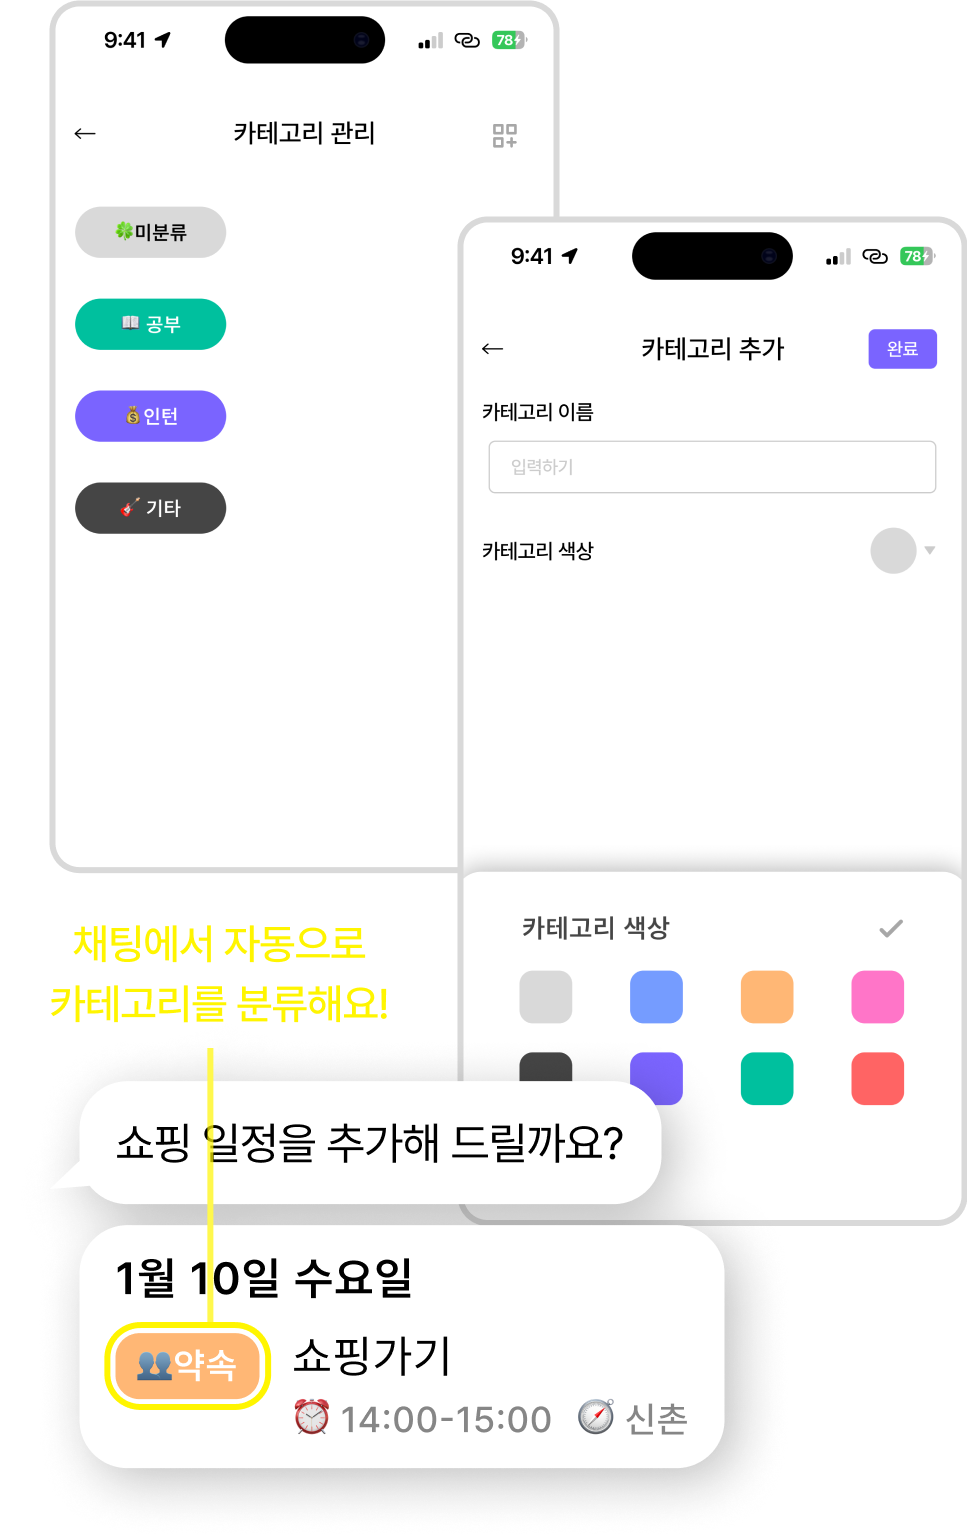 9:41
78
카테고리 관리
🍀미분류
📖 공부
💰인턴
🎸 기타
9:41
78
카테고리 추가
완료
카테고리 이름
입력하기
카테고리 색상
카테고리 색상
채팅에서 자동으로
카테고리를 분류해요!
쇼핑 일정을 추가해 드릴까요?
1월 10일 수요일
👥약속
쇼핑가기
⏰ 14:00-15:00 🧭 신촌